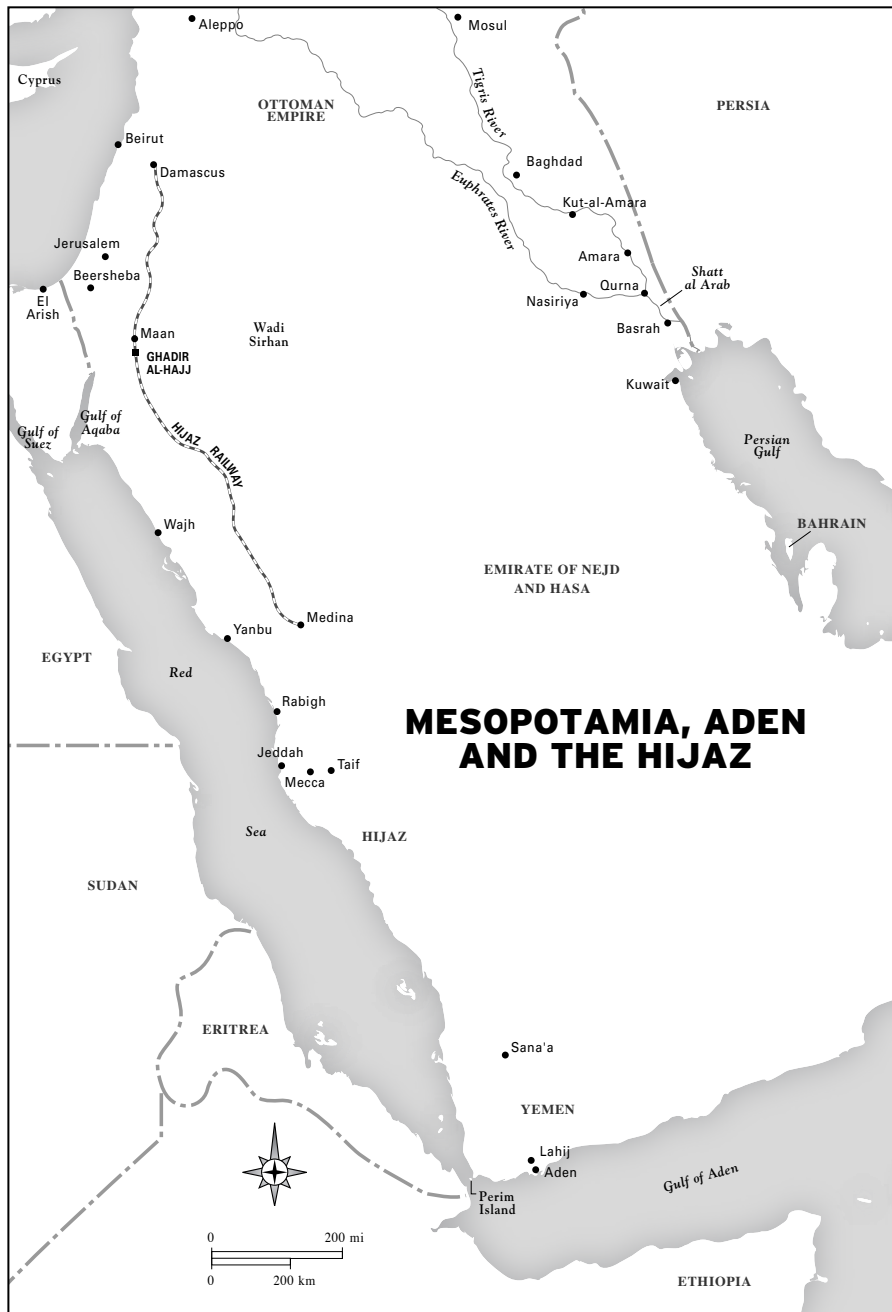 Aleppo
Mosul
Cyprus
OTTOMAN
EMPIRE
Tigris River
PERSIA
Beirut
Damascus
Baghdad
Euphrates River
Kut-al-Amara
Jerusalem
Beersheba
El
Arish
Amara
Shatt
al Arab
Qurna
Nasiriya
Basrah
Maan
GHADIR
AL-HAJJ
Wadi
Sirhan
Kuwait
Gulf of
Suez
Gulf of
Aqaba
HIJAZ RAILWAY
Persian
Gulf
Wajh
BAHRAIN
EMIRATE OF NEJD
AND HASA
Medina
Yanbu
EGYPT
Red
Rabigh
MESOPOTAMIA, ADEN
AND THE HIJAZ
Jeddah
Mecca
Taif
Sea
HIJAZ
SUDAN
ERITREA
Sana'a
YEMEN
Lahij
Aden
Gulf of Aden
Perim
Island
0 200 mi
0 200 km
ETHIOPIA